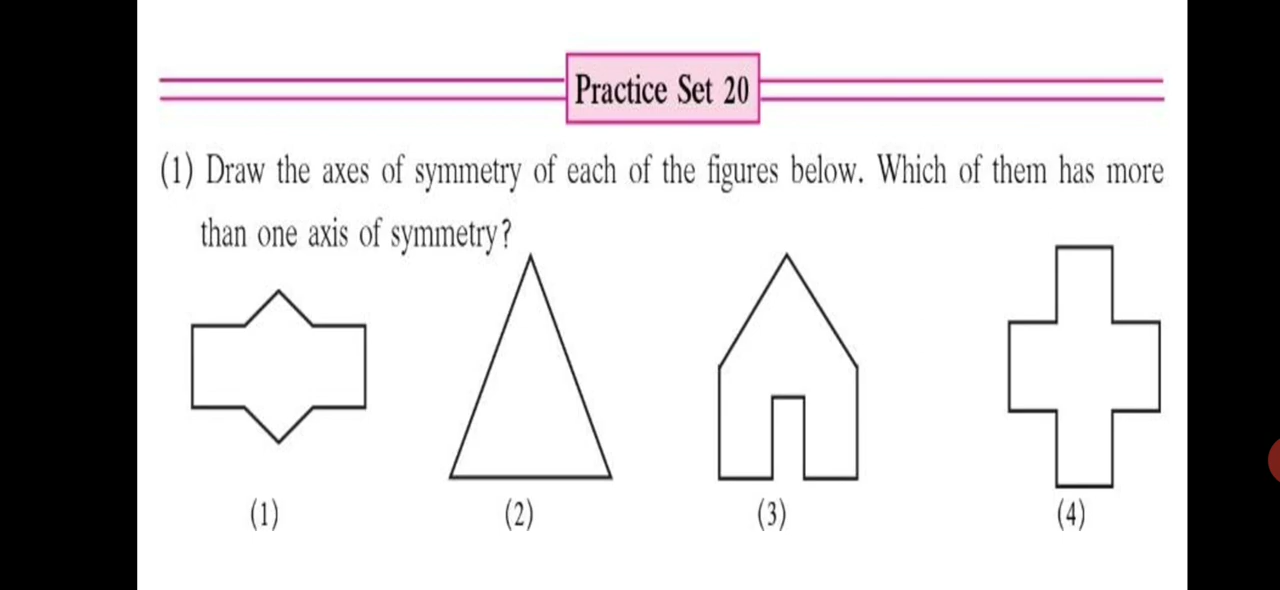 Practice Set 20
(1) Draw the axes of symmetry of each of the figures below. Which of them has more
than one axis of symmetry?
(1) (2) (3) (4)